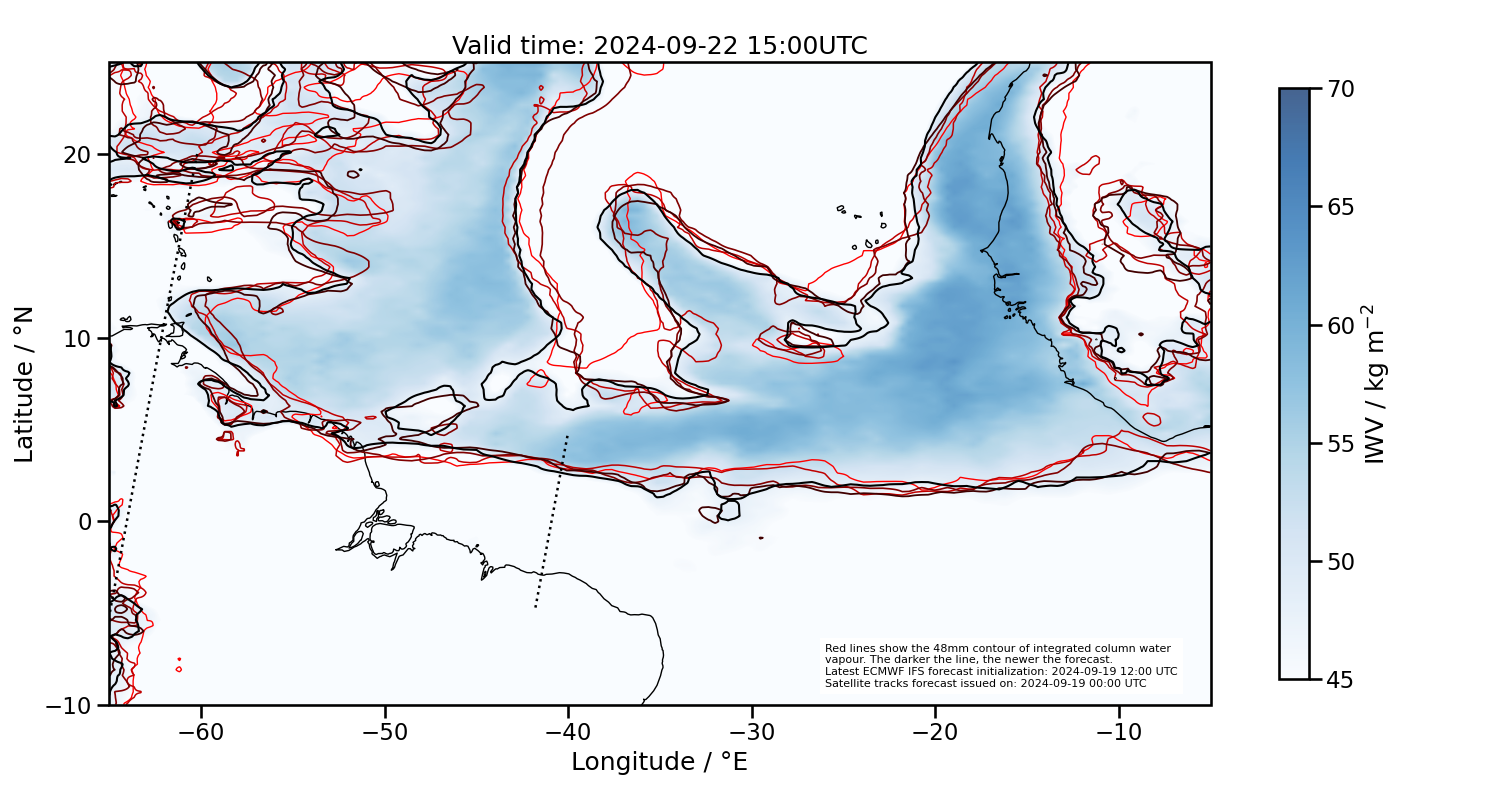 Valid time: 2024-09-22 15:00UTC
Latitude / °N
20
10
0
−10
−60
−50
−40
−30
−20
−10
Longitude / °E
Red lines show the 48mm contour of integrated column water
vapour. The darker the line, the newer the forecast.
Latest ECMWF IFS forecast initialization: 2024-09-19 12:00 UTC
Satellite tracks forecast issued on: 2024-09-19 00:00 UTC
70
65
60
55
50
45
IWV / kg m⁻²